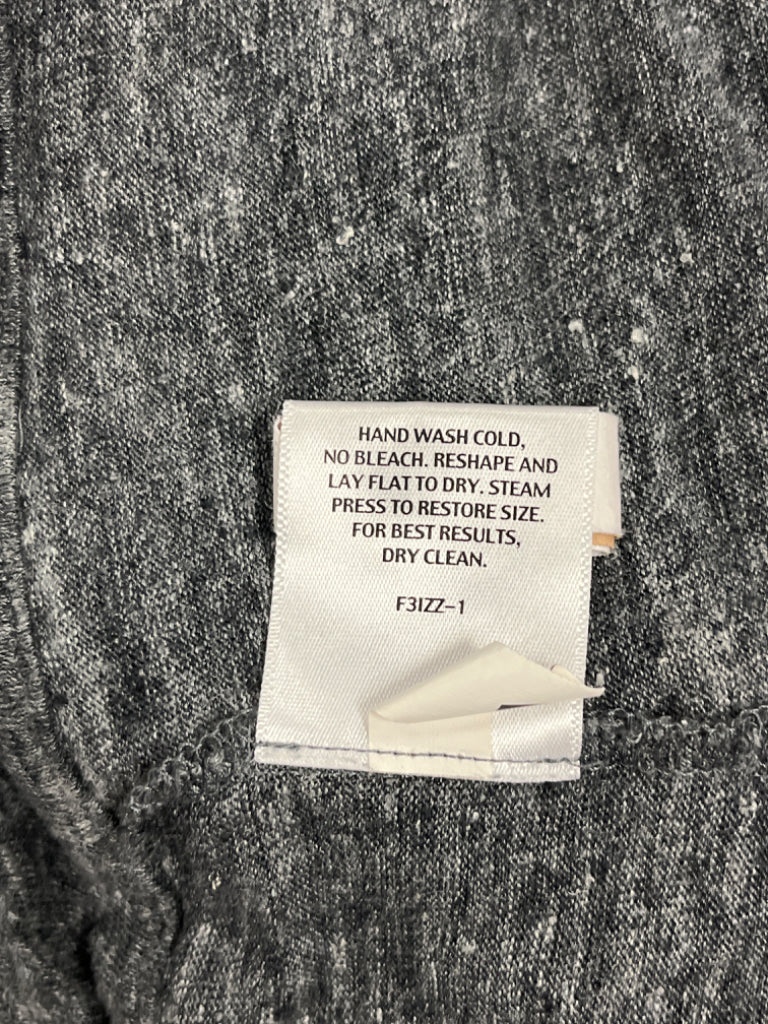 HAND WASH COLD,
NO BLEACH. RESHAPE AND
LAY FLAT TO DRY. STEAM
PRESS TO RESTORE SIZE.
FOR BEST RESULTS,
DRY CLEAN.
F3IZZ-1